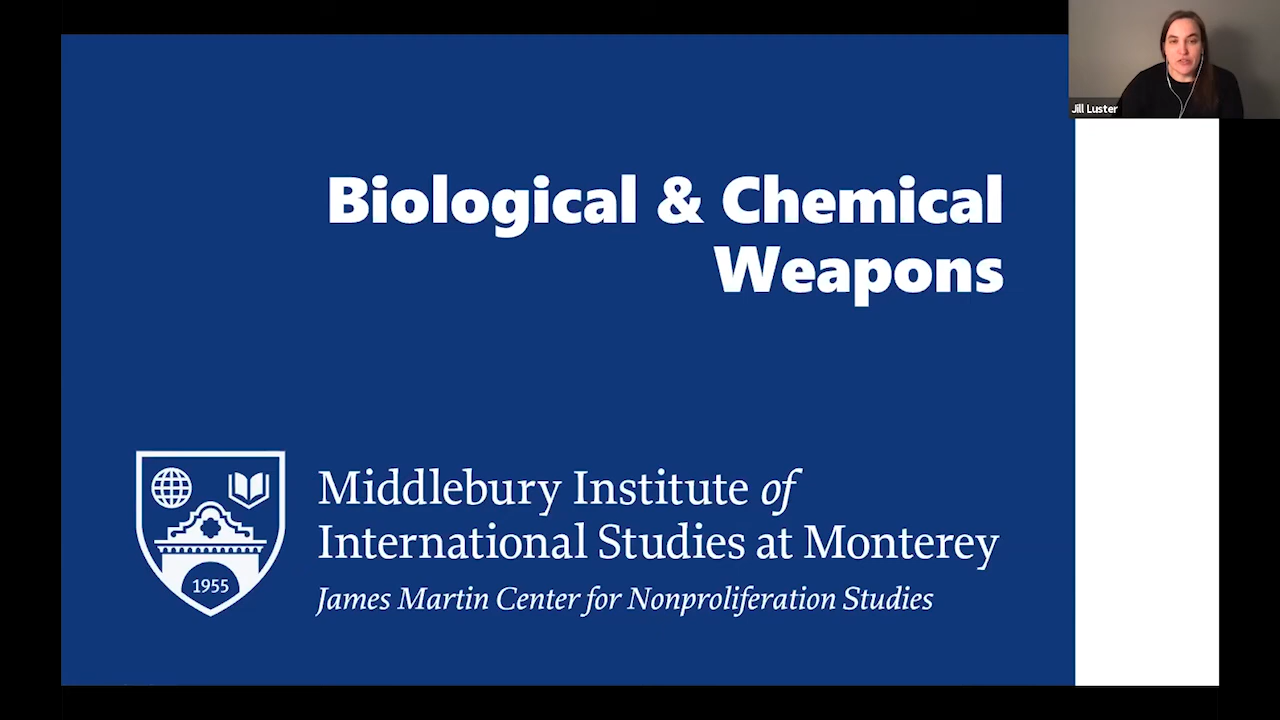 Jill Luster
Biological & Chemical
Weapons
Middlebury Institute of
International Studies at Monterey
James Martin Center for Nonproliferation Studies
1955